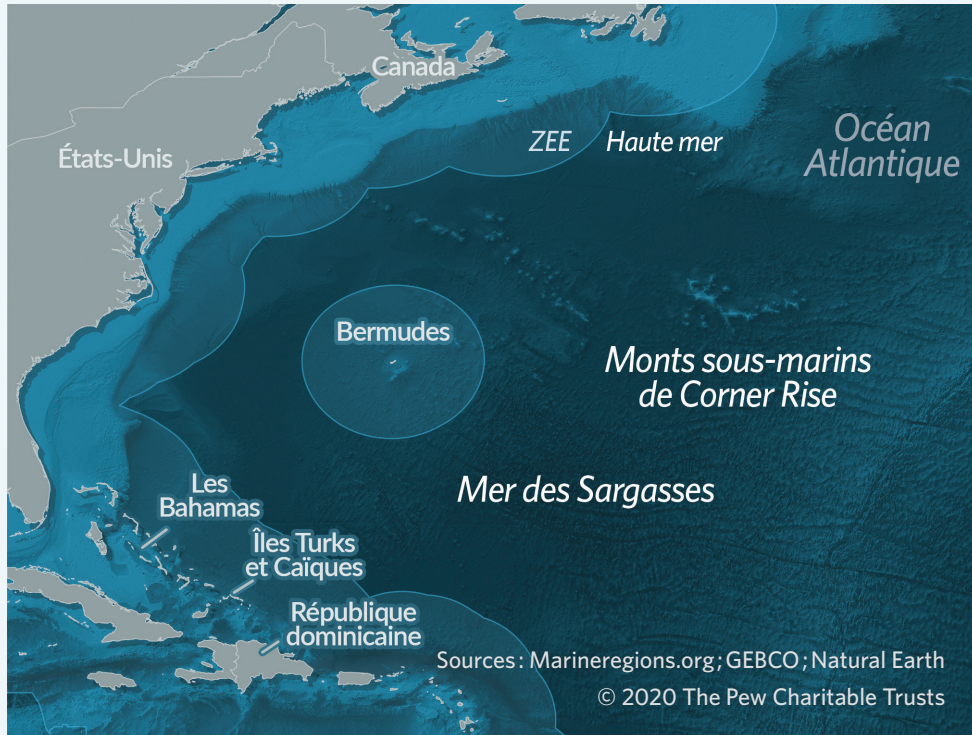 Canada
Océan
Atlantique
États-Unis
ZEE
Haute mer
Bermudes
Monts sous-marins
de Corner Rise
Mer des Sargasses
Les
Bahamas
Îles Turks
et Caïques
République
dominicaine
Sources : Marineregions.org ; GEBCO ; Natural Earth
© 2020 The Pew Charitable Trusts